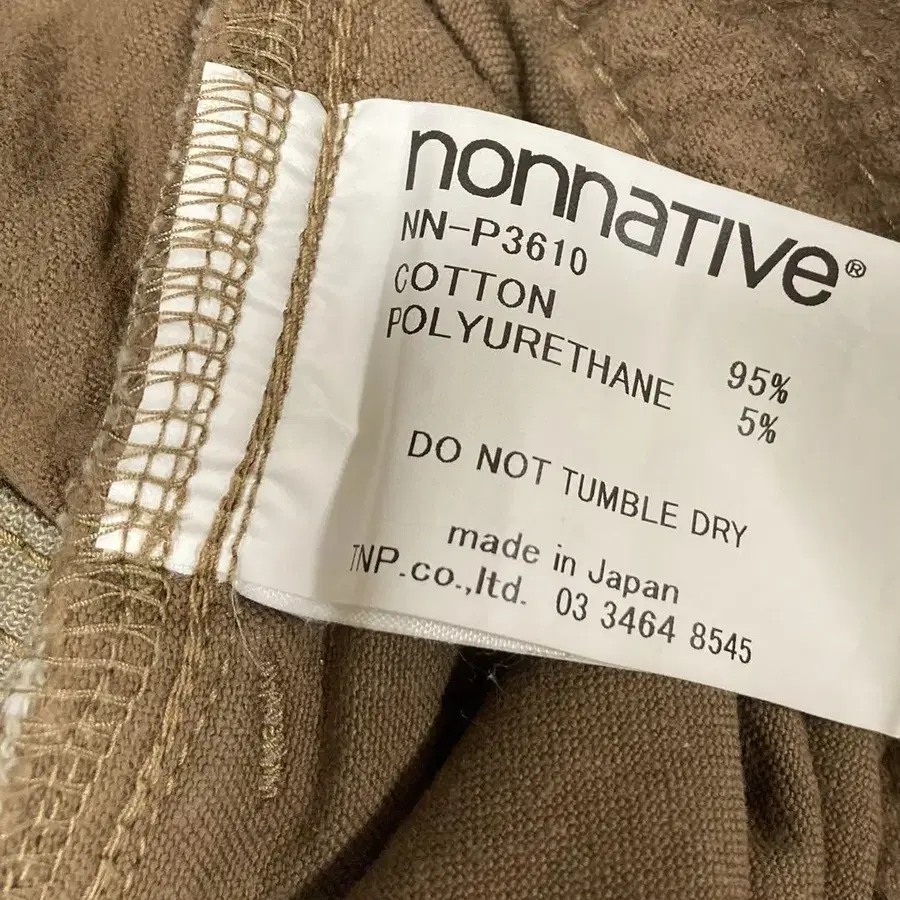 nonnaTIVe®
NN-P3610
COTTON 95%
POLYURETHANE 5%
DO NOT TUMBLE DRY
made in Japan
TNP.co.,ltd. 03 3464 8545